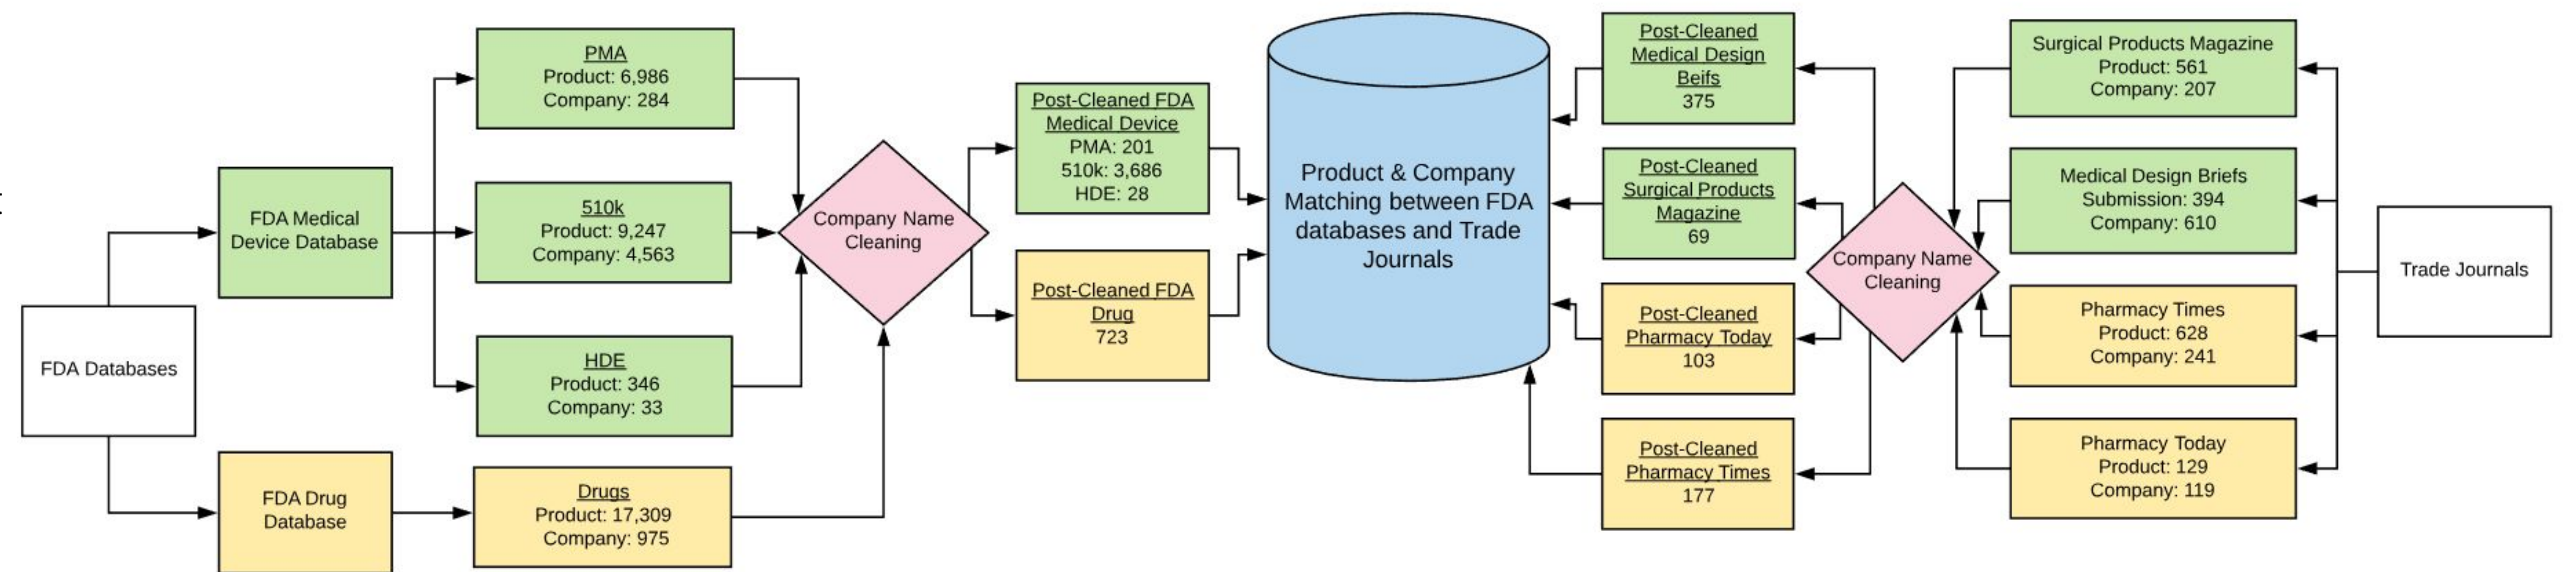 FDA Databases
FDA Medical
Device Database
FDA Drug
Database
PMA
Product: 6,986
Company: 284
510k
Product: 9,247
Company: 4,563
HDE
Product: 346
Company: 33
Drugs
Product: 17,309
Company: 975
Company Name
Cleaning
Post-Cleaned FDA
Medical Device
PMA: 201
510k: 3,686
HDE: 28
Post-Cleaned FDA
Drug
723
Product & Company
Matching between FDA
databases and Trade
Journals
Post-Cleaned
Medical Design
Beifs
375
Post-Cleaned
Surgical Products
Magazine
69
Post-Cleaned
Pharmacy Today
103
Post-Cleaned
Pharmacy Times
177
Company Name
Cleaning
Surgical Products Magazine
Product: 561
Company: 207
Medical Design Briefs
Submission: 394
Company: 610
Pharmacy Times
Product: 628
Company: 241
Pharmacy Today
Product: 129
Company: 119
Trade Journals